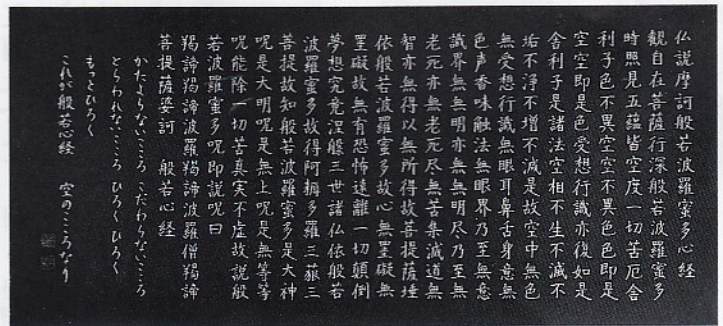 仏説摩訶般若波羅蜜多心経
観自在菩薩行深般若波羅蜜多
時照見五蘊皆空度一切苦厄舎
利子色不異空空不異色色即是
空空即是色受想行識亦復如是
舎利子是諸法空相不生不滅不
垢不浄不増不減是故空中無色
無受想行識無眼耳鼻舌身意無
色声香味触法無眼界乃至無意
識界無無明亦無無明尽乃至無
老死亦無老死尽無苦集滅道無
智亦無得以無所得故菩提薩埵
依般若波羅蜜多故心無罣礙無
罣礙故無有恐怖遠離一切顛倒
夢想究竟涅槃三世諸仏依般若
波羅蜜多故得阿耨多羅三藐三
菩提故知般若波羅蜜多是大神
呪是大明呪是無上呪是無等等
呪能除一切苦真実不虚故説般
若波羅蜜多呪即説呪曰
羯諦羯諦波羅羯諦波羅僧羯諦
菩提薩婆訶　般若心経
かたよらないこころ　こだわらないこころ
とらわれないこころ　ひろくひろく
もっとひろく
これが般若心経　空のこころなり